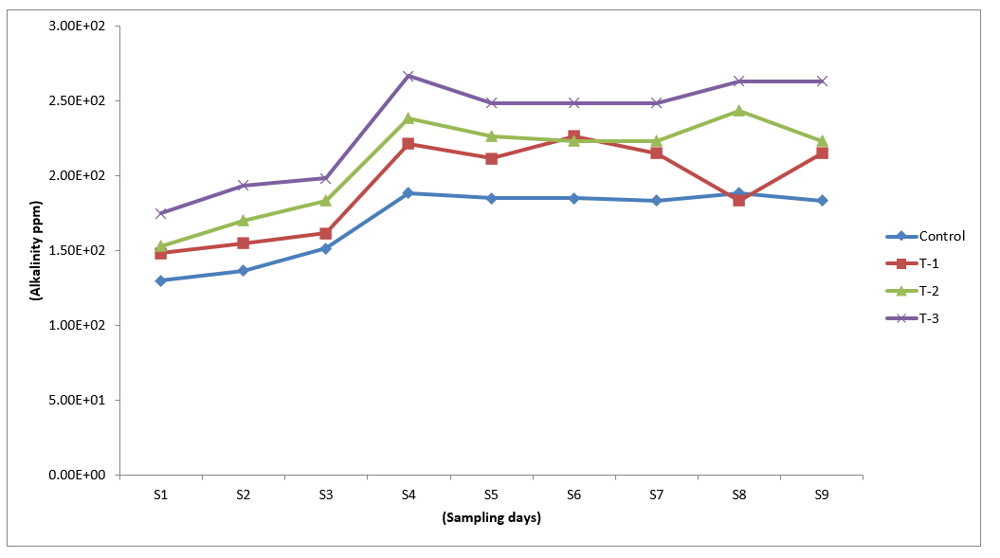 3.00E+02
2.50E+02
2.00E+02
1.50E+02
1.00E+02
5.00E+01
0.00E+00
(Alkalinity ppm)
S1 S2 S3 S4 S5 S6 S7 S8 S9
(Sampling days)
Control
T-1
T-2
T-3